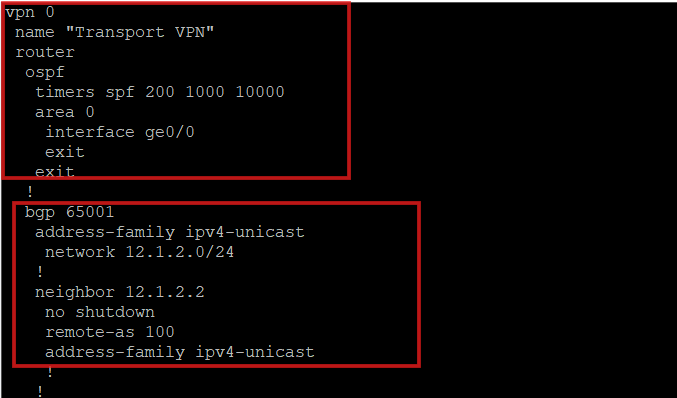 vpn 0
name "Transport VPN"
router
ospf
timers spf 200 1000 10000
area 0
interface ge0/0
exit
exit
!
bgp 65001
address-family ipv4-unicast
network 12.1.2.0/24
!
neighbor 12.1.2.2
no shutdown
remote-as 100
address-family ipv4-unicast
!
!